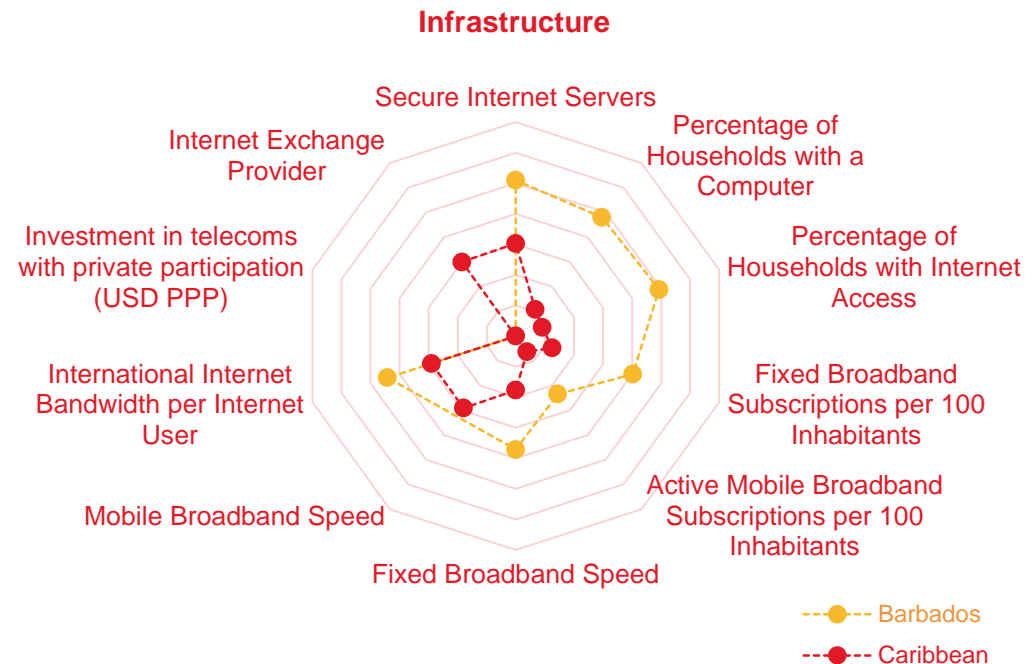 Infrastructure
Secure Internet Servers
Percentage of
Households with a
Computer
Percentage of
Households with Internet
Access
Fixed Broadband
Subscriptions per 100
Inhabitants
Active Mobile Broadband
Subscriptions per 100
Inhabitants
Fixed Broadband Speed
Mobile Broadband Speed
International Internet
Bandwidth per Internet
User
Investment in telecoms
with private participation
(USD PPP)
Internet Exchange
Provider
Barbados
Caribbean